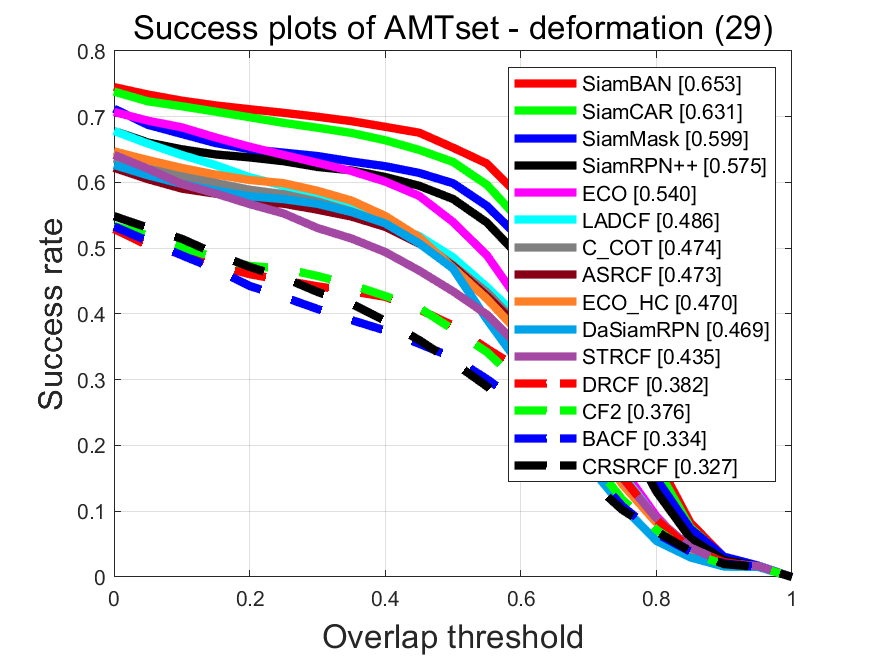 Success plots of AMTset - deformation (29)
Success rate
0.8
0.7
0.6
0.5
0.4
0.3
0.2
0.1
0
SiamBAN [0.653]
SiamCAR [0.631]
SiamMask [0.599]
SiamRPN++ [0.575]
ECO [0.540]
LADCF [0.486]
C_COT [0.474]
ASRCF [0.473]
ECO_HC [0.470]
DaSiamRPN [0.469]
STRCF [0.435]
DRCF [0.382]
CF2 [0.376]
BACF [0.334]
CRSRCF [0.327]
0 0.2 0.4 0.6 0.8 1
Overlap threshold